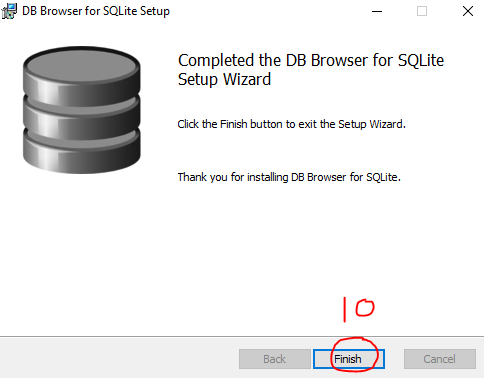 DB Browser for SQLite Setup
Completed the DB Browser for SQLite
Setup Wizard
Click the Finish button to exit the Setup Wizard.
Thank you for installing DB Browser for SQLite.
10
Back
Finish
Cancel